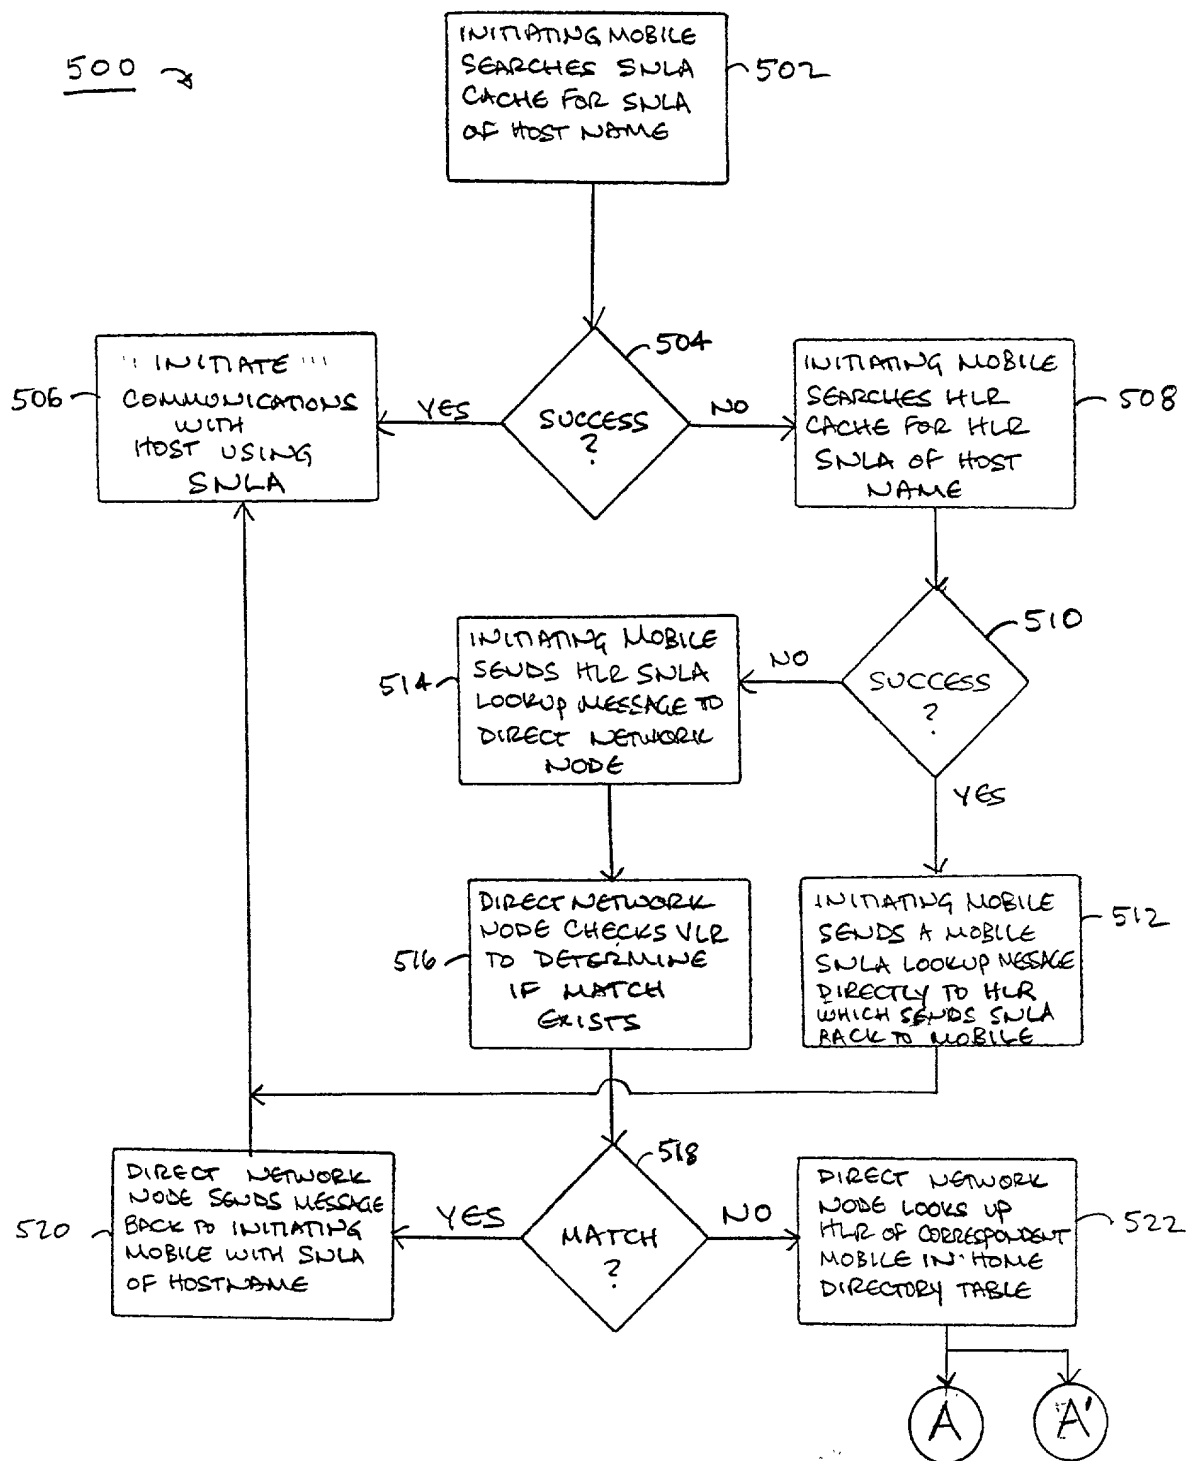 500
INITIATING MOBILE
SEARCHES SNLA
CACHE FOR SNLA
OF HOST NAME
502
504
SUCCESS
?
YES
NO
506
INITIATE
COMMUNICATIONS
WITH
HOST USING
SNLA
INITIATING MOBILE
SEARCHES HLR
CACHE FOR HLR
SNLA OF HOST
NAME
508
510
SUCCESS
?
NO
YES
514
INITIATING MOBILE
SENDS HLR SNLA
LOOKUP MESSAGE TO
DIRECT NETWORK
NODE
516
DIRECT NETWORK
NODE CHECKS VLR
TO DETERMINE
IF MATCH
EXISTS
INITIATING MOBILE
SENDS A MOBILE
SNLA LOOKUP MESSAGE
DIRECTLY TO HLR
WHICH SENDS SNLA
BACK TO MOBILE
512
518
MATCH
?
YES
NO
520
DIRECT NETWORK
NODE SENDS MESSAGE
BACK TO INITIATING
MOBILE WITH SNLA
OF HOSTNAME
DIRECT NETWORK
NODE LOOKS UP
HLR OF CORRESPONDENT
MOBILE IN HOME
DIRECTORY TABLE
522
A
A'